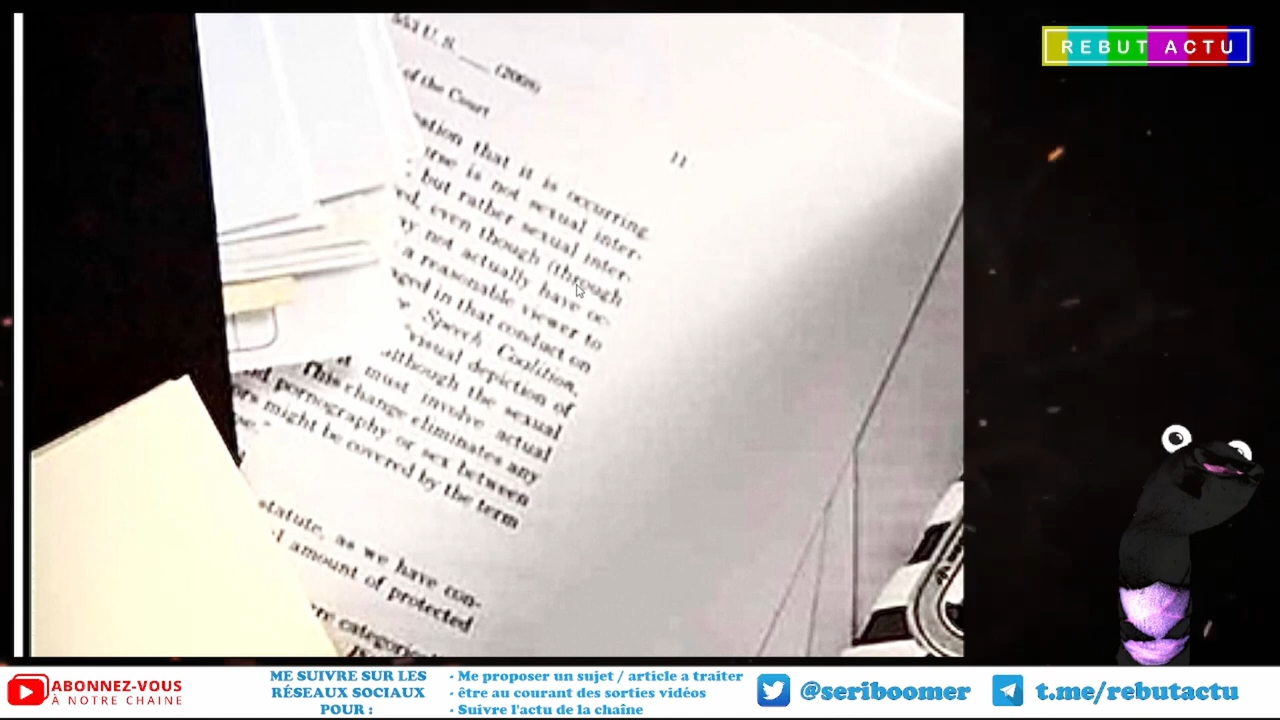 REBUT ACTU
553 U. S. ____ (2008)
11
of the Court
that it is occurring.
is not sexual inter-
but rather sexual inter-
even though (through
not actually have oc-
a reasonable viewer to
in that conduct on
Speech Coalition,
"visual depiction of
although the sexual
must involve actual
This change eliminates any
pornography or sex between
might be covered by the term
statute, as we have con-
amount of protected
ABONNEZ-VOUS
À NOTRE CHAINE
ME SUIVRE SUR LES
RÉSEAUX SOCIAUX
POUR :
- Me proposer un sujet / article a traiter
- être au courant des sorties vidéos
- Suivre l'actu de la chaîne
@seriboomer
t.me/rebutactu